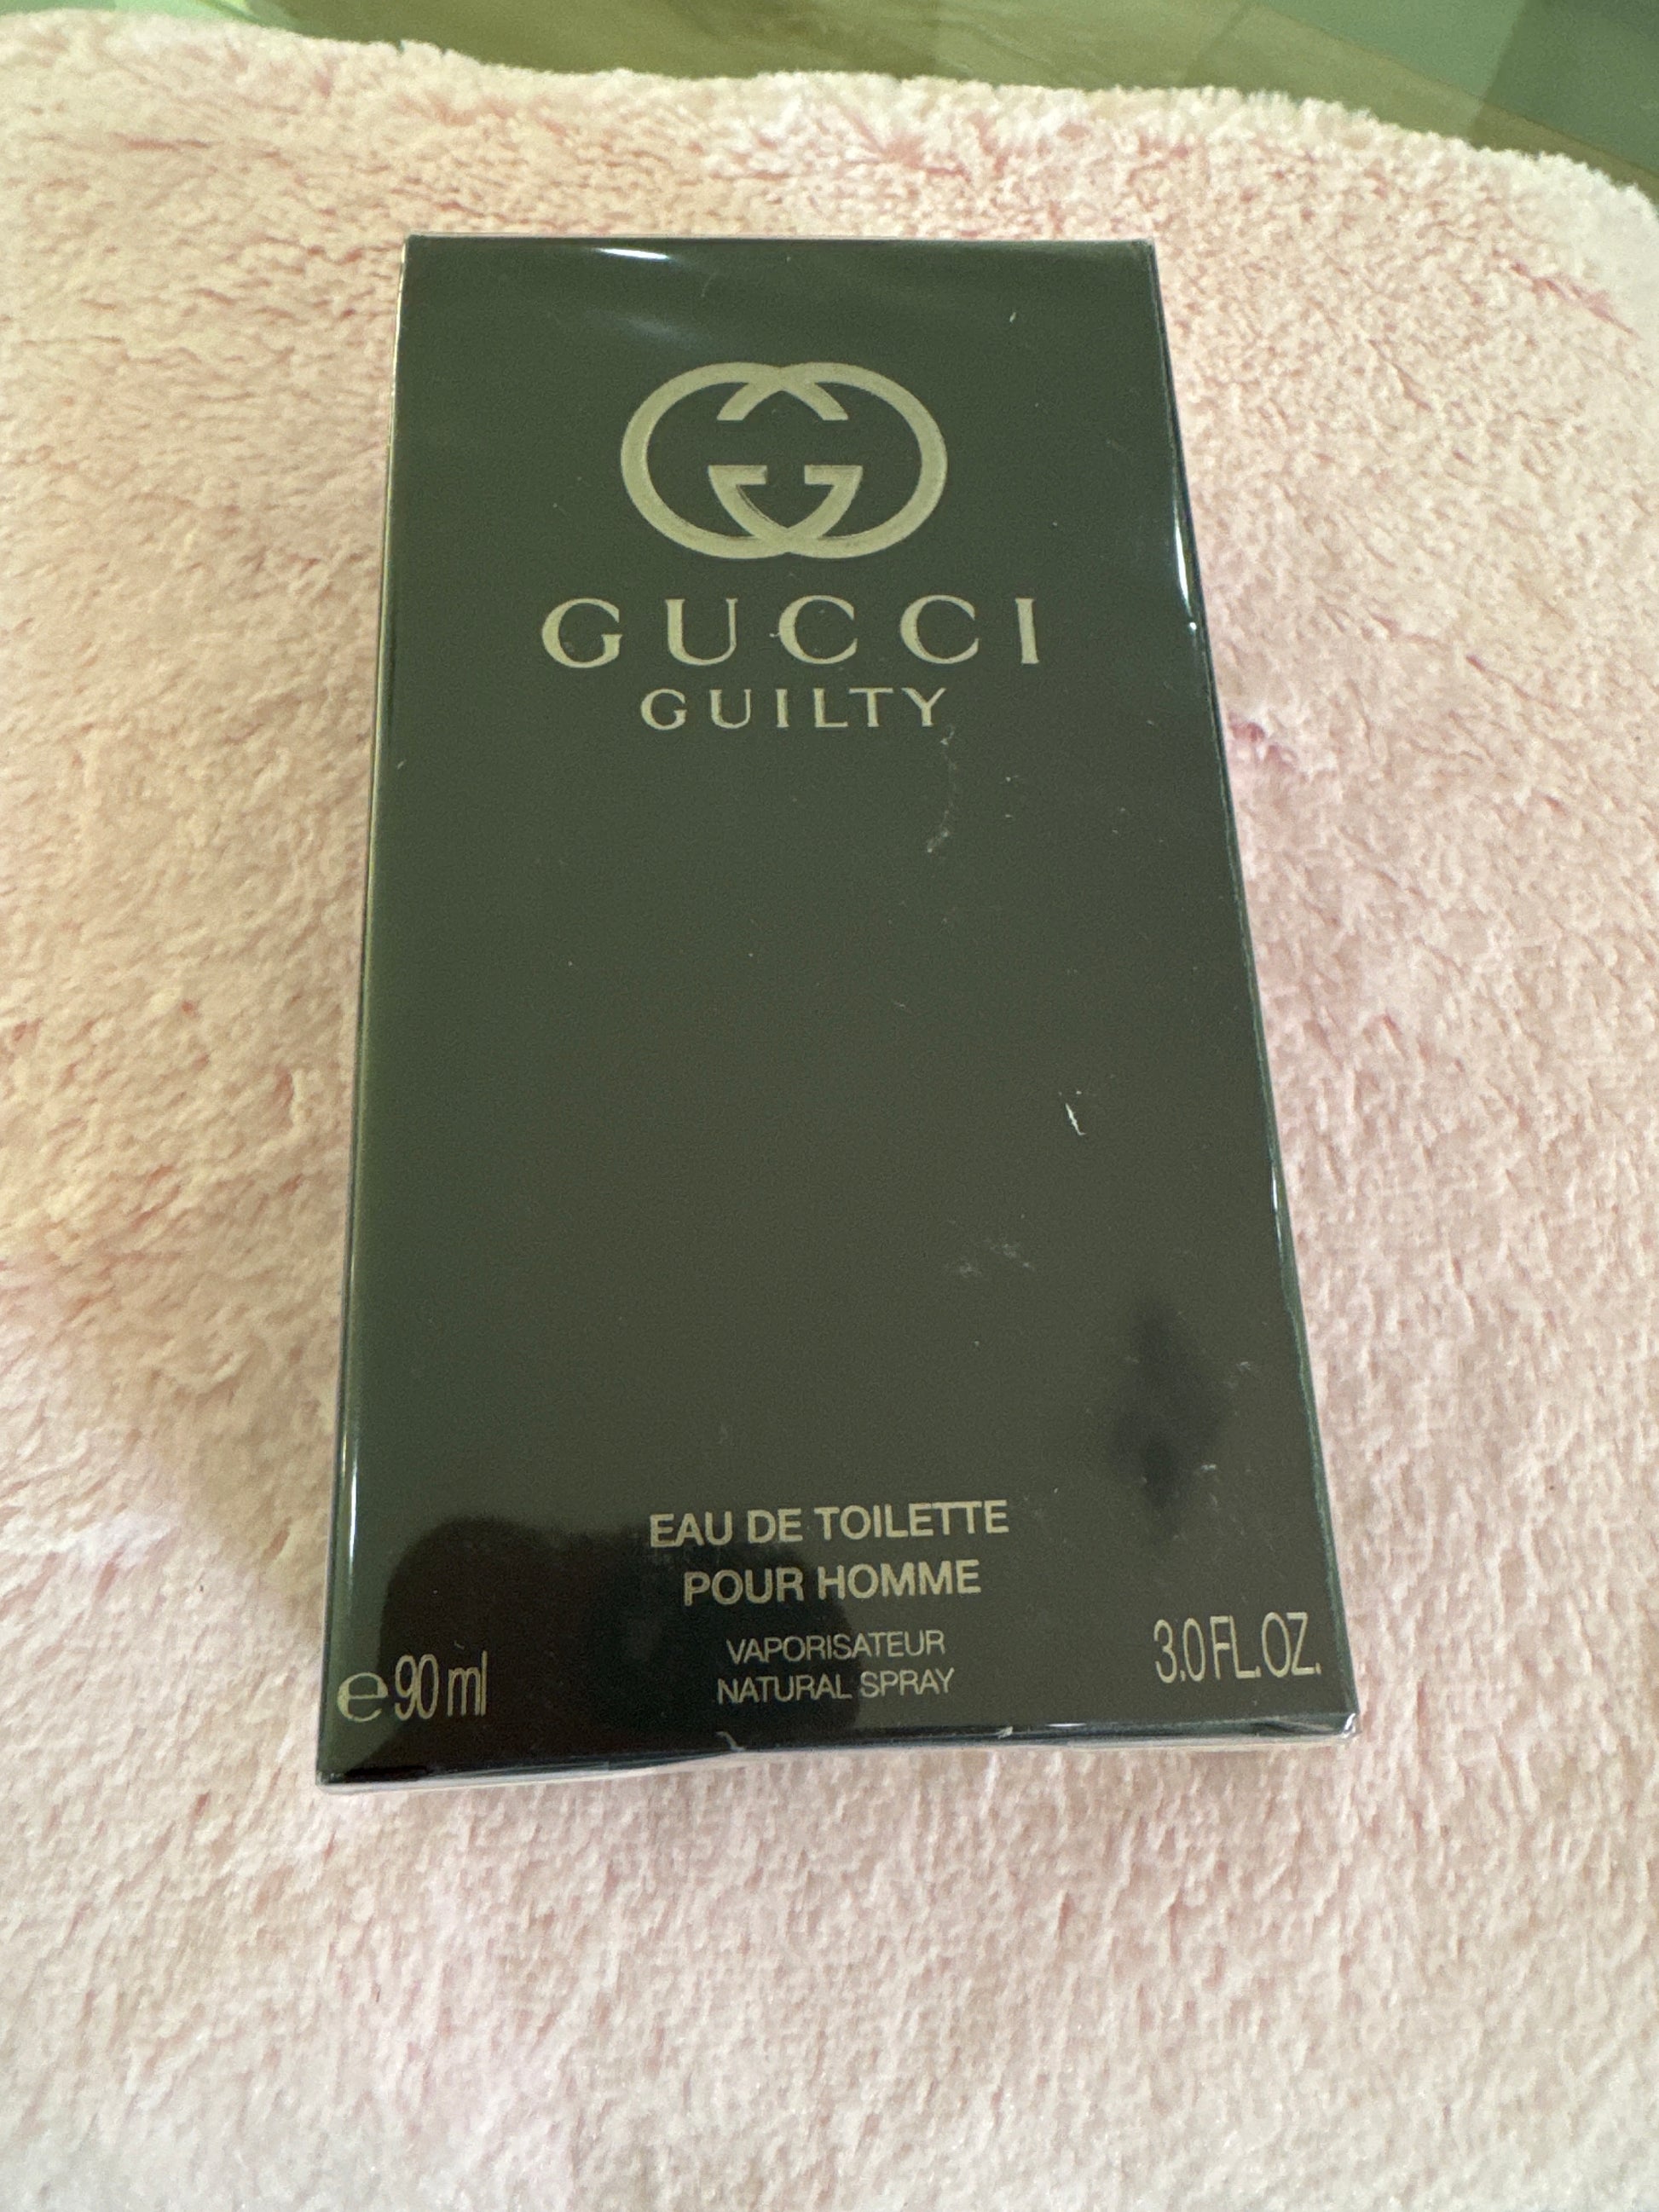 GUCCI
GUILTY
EAU DE TOILETTE
POUR HOMME
VAPORISATEUR
NATURAL SPRAY
℮ 90 ml
3.0 FL. OZ.